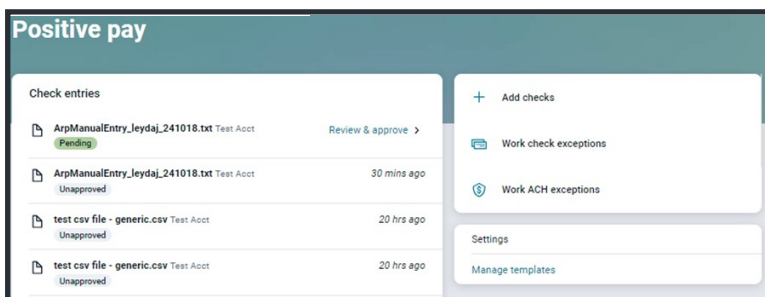 Positive pay
Check entries
ArpManualEntry_leydaj_241018.txt Test Acct
Pending
Review & approve
ArpManualEntry_leydaj_241018.txt Test Acct
30 mins ago
Unapproved
test csv file - generic.csv Test Acct
20 hrs ago
Unapproved
test csv file - generic.csv Test Acct
20 hrs ago
Unapproved
Add checks
Work check exceptions
Work ACH exceptions
Settings
Manage templates